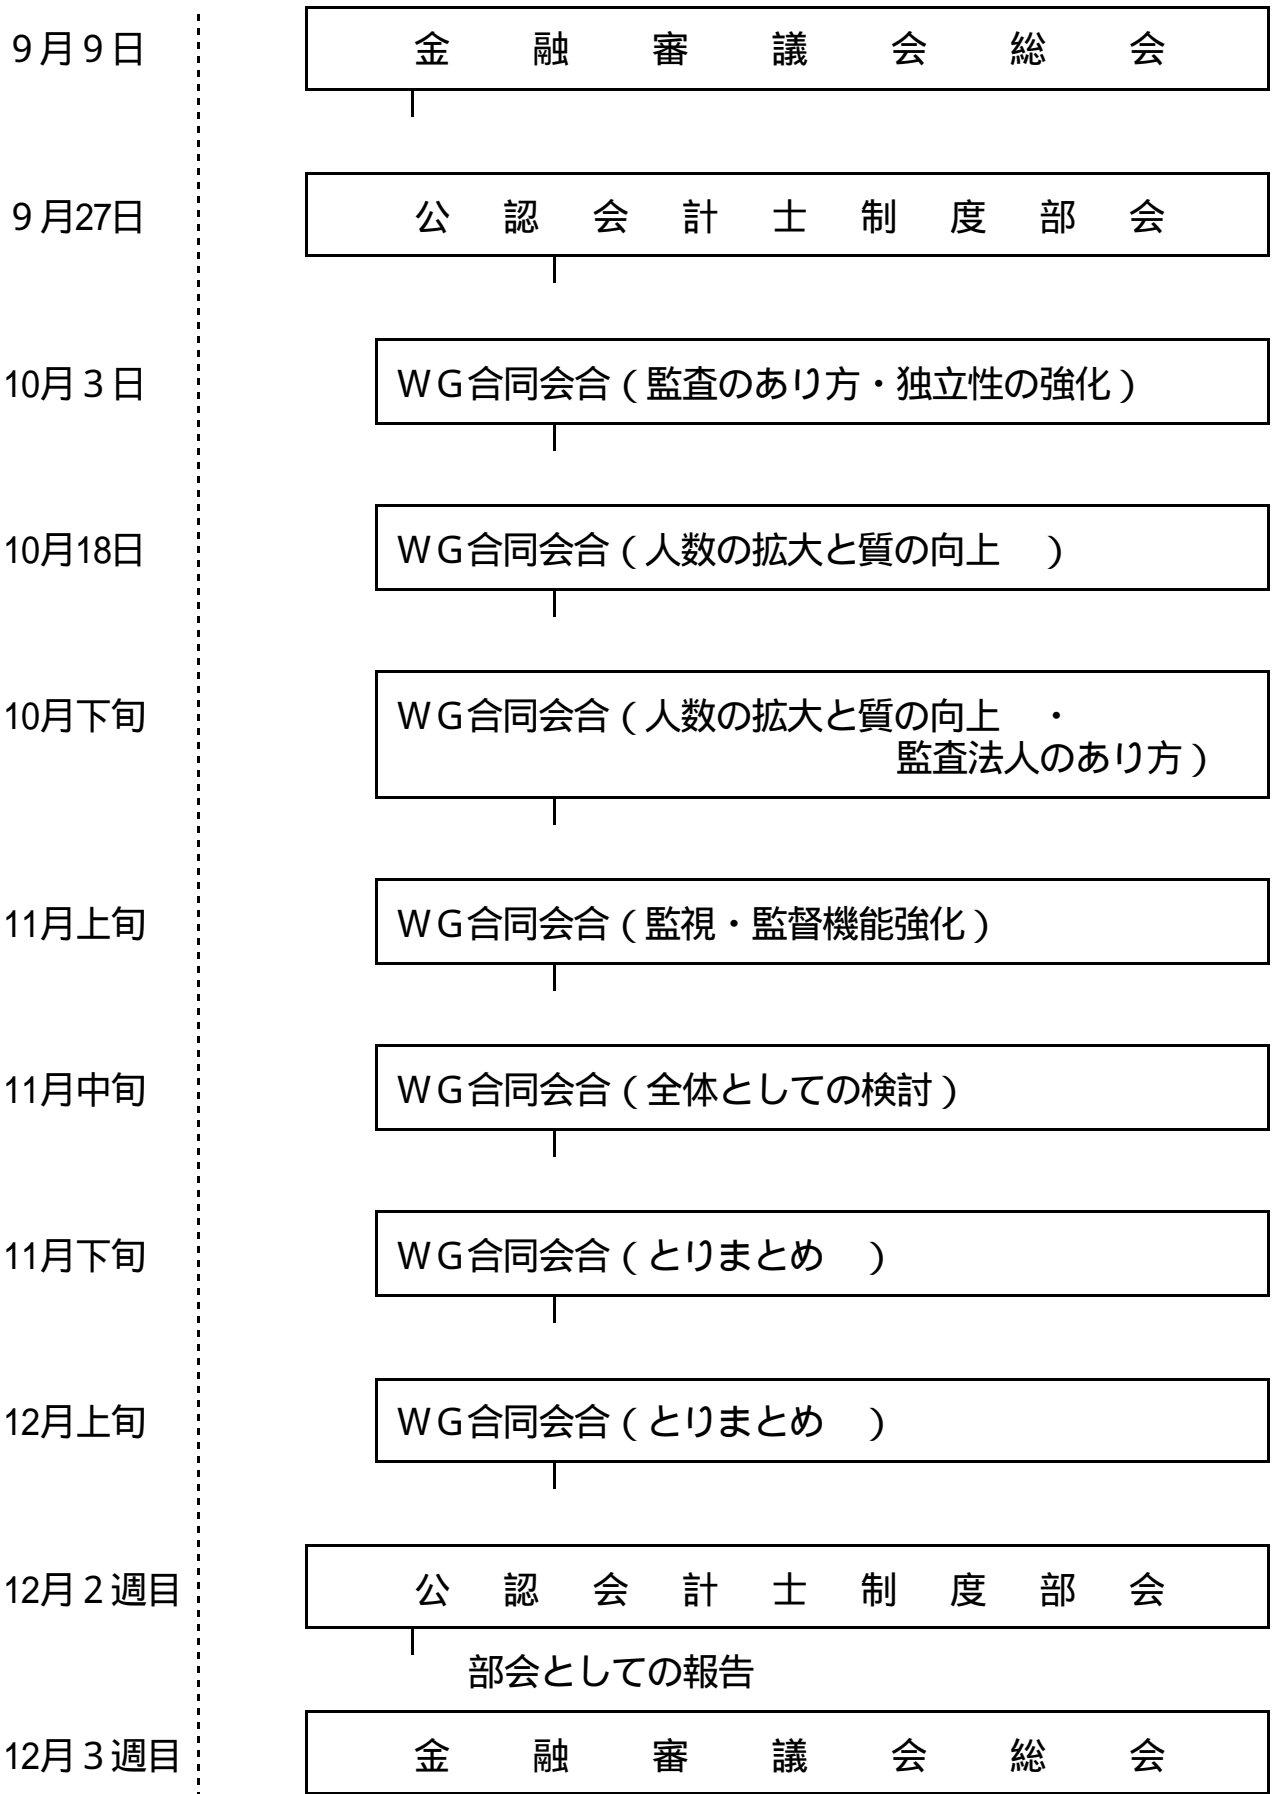 ９月９日 金融審議会総会
９月27日 公認会計士制度部会
10月３日 ＷＧ合同会合（監査のあり方・独立性の強化）
10月18日 ＷＧ合同会合（人数の拡大と質の向上　）
10月下旬 ＷＧ合同会合（人数の拡大と質の向上　・
監査法人のあり方）
11月上旬 ＷＧ合同会合（監視・監督機能強化）
11月中旬 ＷＧ合同会合（全体としての検討）
11月下旬 ＷＧ合同会合（とりまとめ　）
12月上旬 ＷＧ合同会合（とりまとめ　）
12月２週目 公認会計士制度部会
部会としての報告
12月３週目 金融審議会総会